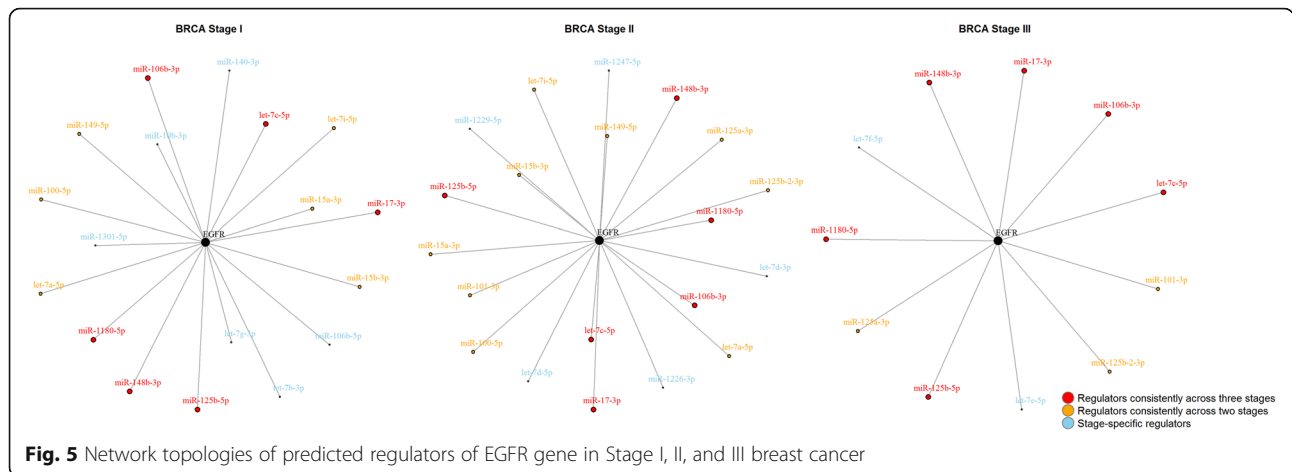 BRCA Stage I
miR-140-3p
miR-106b-3p
let-7c-5p
let-7i-5p
miR-149-5p
miR-100-5p
miR-15a-3p
miR-17-3p
EGFR
miR-1301-5p
miR-15b-3p
let-7a-5p
miR-1180-5p
miR-106b-5p
miR-148b-3p
let-7b-3p
miR-125b-5p
BRCA Stage II
miR-1247-5p
let-7i-5p
miR-148b-3p
miR-1229-5p
miR-149-5p
miR-125a-3p
miR-15b-3p
miR-125b-5p
miR-125b-2-3p
miR-1180-5p
EGFR
miR-15a-3p
let-7d-3p
miR-101-3p
miR-106b-3p
let-7c-5p
miR-100-5p
let-7a-5p
let-7d-5p
miR-1226-3p
miR-17-3p
BRCA Stage III
miR-17-3p
miR-148b-3p
miR-106b-3p
let-7f-5p
let-7c-5p
miR-1180-5p
EGFR
miR-101-3p
miR-125a-3p
miR-125b-2-3p
miR-125b-5p
let-7e-5p
Regulators consistently across three stages
Regulators consistently across two stages
Stage-specific regulators
Fig. 5 Network topologies of predicted regulators of EGFR gene in Stage I, II, and III breast cancer